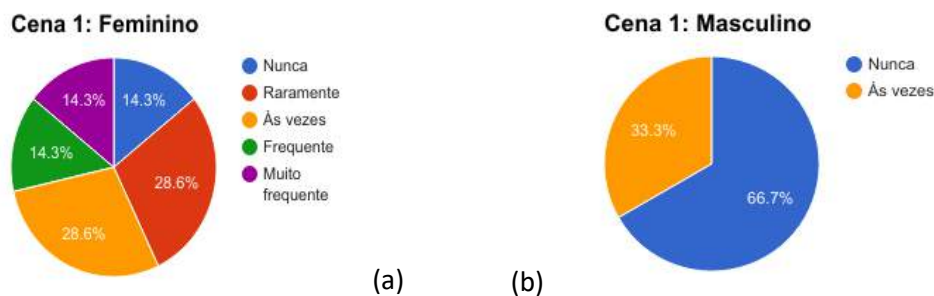 Cena 1: Feminino
14.3%
14.3%
14.3%
28.6%
28.6%
Nunca
Raramente
Às vezes
Frequente
Muito
frequente
(a)
Cena 1: Masculino
33.3%
66.7%
Nunca
Às vezes
(b)